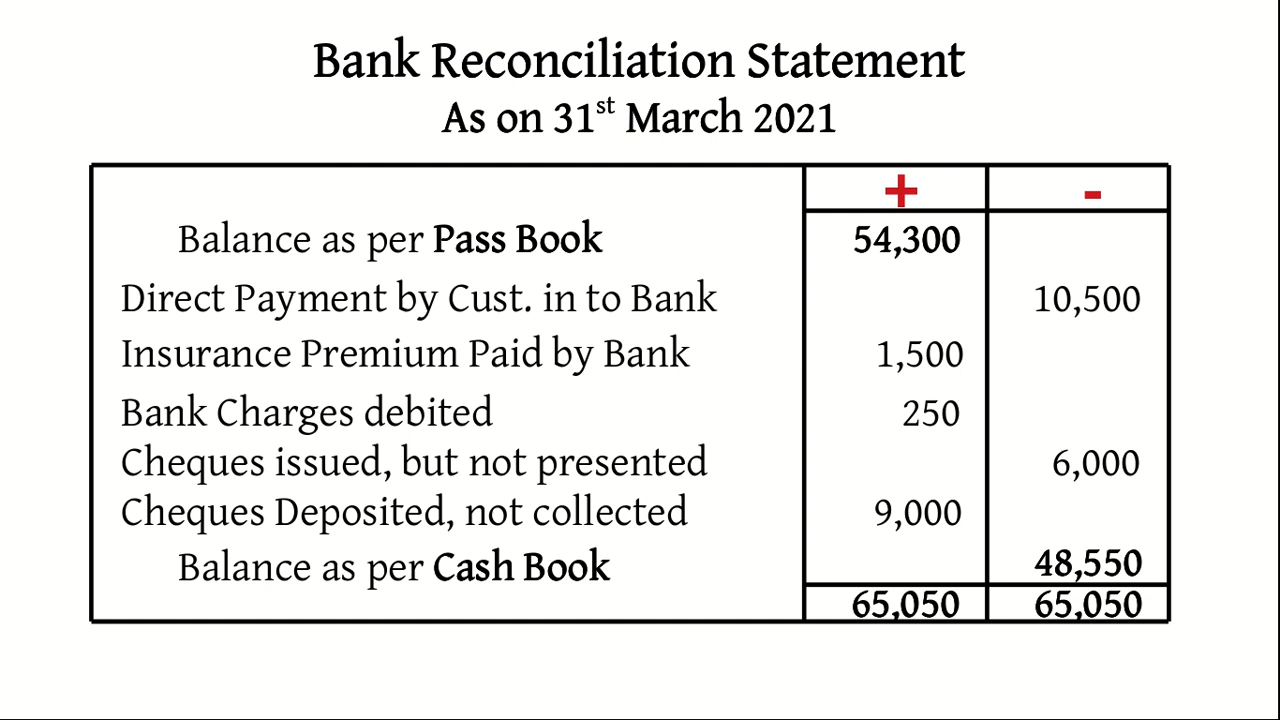 Bank Reconciliation Statement
As on 31st March 2021
+ -
Balance as per Pass Book 54,300
Direct Payment by Cust. in to Bank 10,500
Insurance Premium Paid by Bank 1,500
Bank Charges debited 250
Cheques issued, but not presented 6,000
Cheques Deposited, not collected 9,000
Balance as per Cash Book 48,550
65,050 65,050